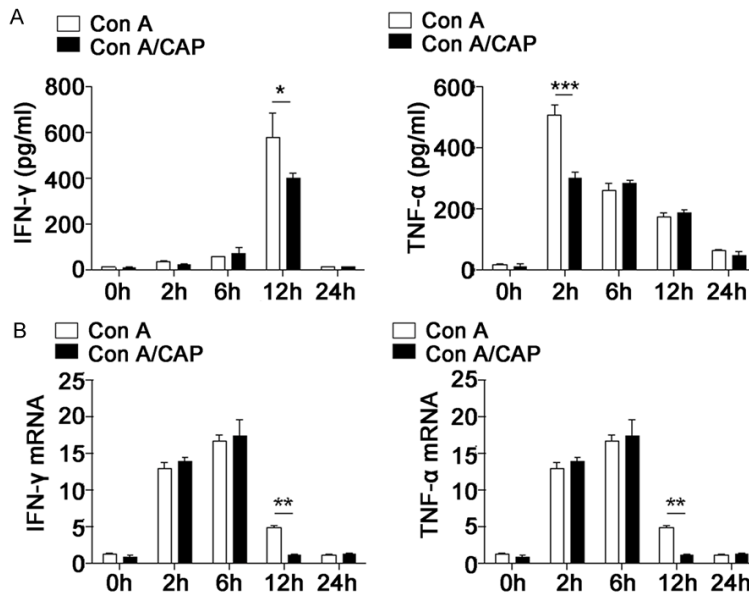 A
Con A
Con A/CAP
IFN-γ (pg/ml)
800
600
400
200
0
*
0h 2h 6h 12h 24h
Con A
Con A/CAP
TNF-α (pg/ml)
600
400
200
0
***
0h 2h 6h 12h 24h
B
Con A
Con A/CAP
IFN-γ mRNA
25
20
15
10
5
0
**
0h 2h 6h 12h 24h
Con A
Con A/CAP
TNF-α mRNA
25
20
15
10
5
0
**
0h 2h 6h 12h 24h